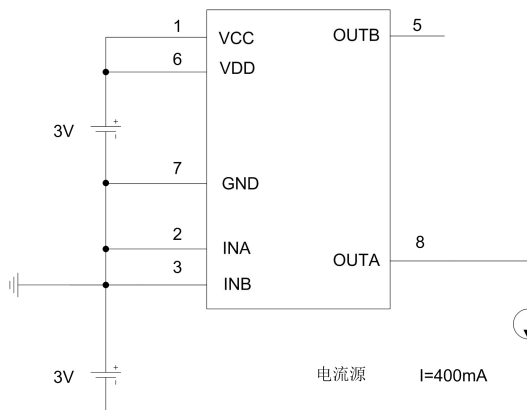 1
VCC
OUTB
5
6
VDD
3V
+
-
7
GND
2
INA
OUTA
8
3
INB
3V
+
-
电流源
I=400mA